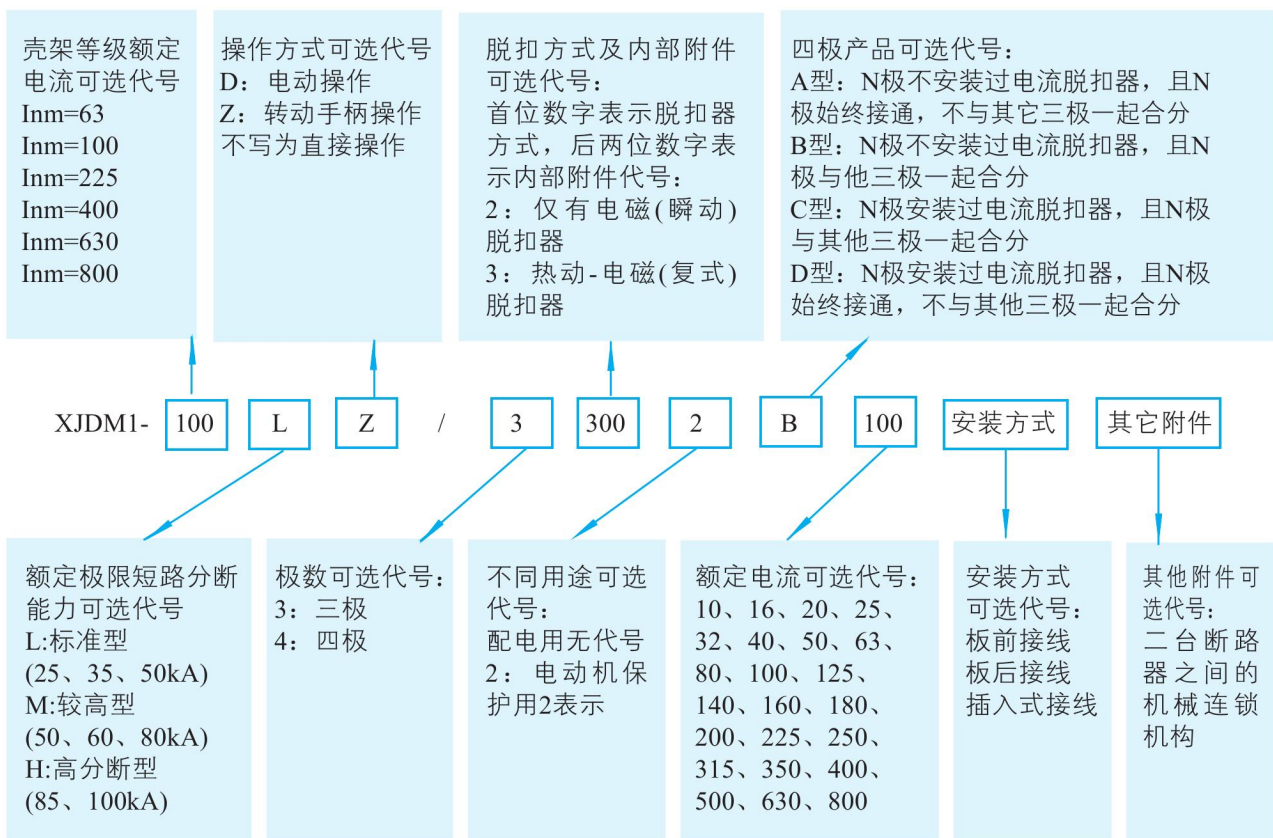 壳架等级额定
电流可选代号
Inm=63
Inm=100
Inm=225
Inm=400
Inm=630
Inm=800
操作方式可选代号
D：电动操作
Z：转动手柄操作
不写为直接操作
脱扣方式及内部附件
可选代号：
首位数字表示脱扣器
方式，后两位数字表
示内部附件代号：
2：仅有电磁(瞬动)
脱扣器
3：热动-电磁(复式)
脱扣器
四极产品可选代号：
A型：N极不安装过电流脱扣器，且N
极始终接通，不与其它三极一起合分
B型：N极不安装过电流脱扣器，且N
极与他三极一起合分
C型：N极安装过电流脱扣器，且N极
与其他三极一起合分
D型：N极安装过电流脱扣器，且N极
始终接通，不与其他三极一起合分
XJDM1- 100 L Z / 3 300 2 B 100 安装方式 其它附件
额定极限短路分断
能力可选代号
L:标准型
(25、35、50kA)
M:较高型
(50、60、80kA)
H:高分断型
(85、100kA)
极数可选代号：
3：三极
4：四极
不同用途可选
代号：
配电用无代号
2：电动机保
护用2表示
额定电流可选代号：
10、16、20、25、
32、40、50、63、
80、100、125、
140、160、180、
200、225、250、
315、350、400、
500、630、800
安装方式
可选代号：
板前接线
板后接线
插入式接线
其他附件可
选代号：
二台断路
器之间的
机械连锁
机构